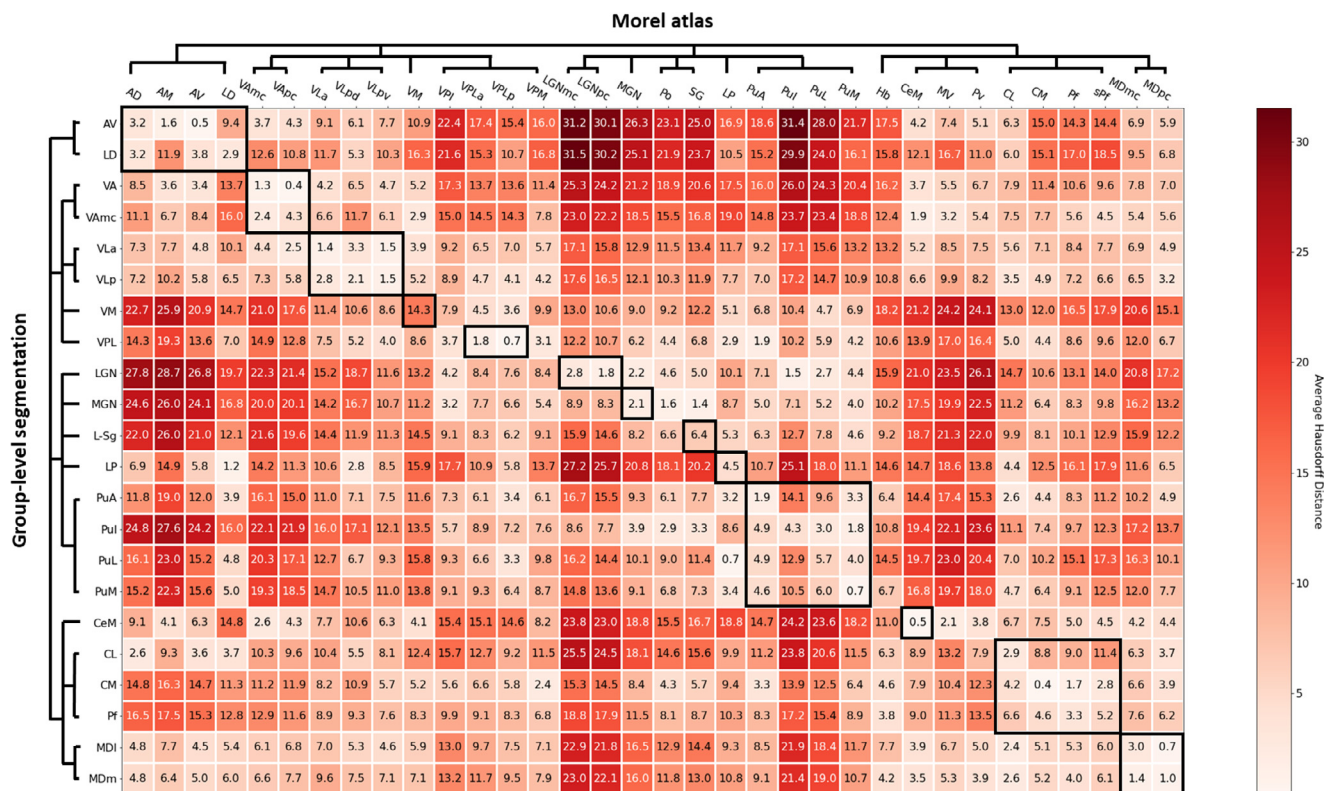 Morel atlas
AD AM AV LD VAmc VApc VLa VLpd VLpv VM VPI VPLa VPLp VPM LGNmc LGNpc MGN Po SG LP PuA PuI PuL PuM Hb CeM MV Pv CL CM Pf sPf MDmc MDpc
AV 3.2 1.6 0.5 9.4 3.7 4.3 9.1 6.1 7.7 10.9 22.4 17.4 15.4 16.0 31.2 30.1 26.3 23.1 25.0 16.9 18.6 31.4 28.0 21.7 17.5 4.2 7.4 5.1 6.3 15.0 14.3 14.4 6.9 5.9
LD 3.2 11.9 3.8 2.9 12.6 10.8 11.7 5.3 10.3 16.3 21.6 15.3 10.7 16.8 31.5 30.2 25.1 21.9 23.7 10.5 15.2 29.9 24.0 16.1 15.8 12.1 16.7 11.0 6.0 15.1 17.0 18.5 9.5 6.8
VA 8.5 3.6 3.4 13.7 1.3 0.4 4.2 6.5 4.7 5.2 17.3 13.7 13.6 11.4 25.3 24.2 21.2 18.9 20.6 17.5 16.0 26.0 24.3 20.4 16.2 3.7 5.5 6.7 7.9 11.4 10.6 9.6 7.8 7.0
VAmc 11.1 6.7 8.4 16.0 2.4 4.3 6.6 11.7 6.1 2.9 15.0 14.5 14.3 7.8 23.0 22.2 18.5 15.5 16.8 19.0 14.8 23.7 23.4 18.8 12.4 1.9 3.2 5.4 7.5 7.7 5.6 4.5 5.4 5.6
VLa 7.3 7.7 4.8 10.1 4.4 2.5 1.4 3.3 1.5 3.9 9.2 6.5 7.0 5.7 17.1 15.8 12.9 11.5 13.4 11.7 9.2 17.1 15.6 13.2 13.2 5.2 8.5 7.5 5.6 7.1 8.4 7.7 6.9 4.9
VLp 7.2 10.2 5.8 6.5 7.3 5.8 2.8 2.1 1.5 5.2 8.9 4.7 4.1 4.2 17.6 16.5 12.2 10.3 11.9 7.7 7.0 17.2 14.7 10.9 10.8 6.6 9.9 8.2 3.5 4.9 7.2 6.6 6.5 3.2
VM 22.7 25.9 20.9 14.7 21.0 17.6 11.4 10.6 8.6 14.3 7.9 4.5 3.6 9.9 13.0 10.6 9.0 9.2 12.2 5.1 6.8 10.4 4.7 6.9 18.2 21.2 24.2 24.1 13.0 12.0 16.5 17.9 20.6 15.1
VPL 14.3 19.3 13.6 7.0 14.9 12.8 7.5 5.2 4.0 8.6 3.7 1.8 0.7 3.1 12.2 10.7 6.2 4.4 6.8 2.9 1.9 10.2 5.9 4.2 10.6 13.9 17.0 16.4 6.7 5.7 9.4 11.4 12.0 6.7
LGN 27.8 28.7 26.8 19.7 22.3 21.4 15.2 18.7 11.6 13.2 4.2 8.4 7.6 8.4 2.8 1.8 2.2 4.6 5.0 10.1 7.1 1.5 2.7 4.4 15.9 21.0 23.5 26.1 14.5 10.6 13.1 14.0 20.8 17.2
MGN 24.6 26.0 24.1 16.8 20.0 20.1 14.2 16.7 10.7 11.2 3.2 7.7 6.6 5.4 8.9 8.3 2.1 1.6 1.4 8.7 5.0 7.1 5.2 4.0 10.2 17.5 19.9 22.5 11.2 6.4 8.3 9.8 16.2 13.2
L-Sg 22.0 26.0 21.0 12.1 21.6 19.6 14.4 11.9 11.3 14.5 9.1 8.3 6.2 9.1 15.9 14.6 8.2 6.6 6.4 5.3 6.3 12.7 7.8 4.6 9.2 18.7 21.3 22.0 9.9 8.1 10.1 12.9 15.9 12.2
LP 6.9 14.9 5.8 1.2 14.2 11.3 10.6 2.8 8.5 15.9 17.7 10.9 5.8 13.7 27.2 25.7 20.8 18.1 20.2 4.5 10.7 25.1 18.0 11.1 14.6 14.7 18.6 13.8 4.4 12.5 16.1 17.9 11.6 6.5
PuA 11.8 19.0 12.0 3.9 16.1 15.0 11.0 7.1 7.5 11.6 7.3 6.1 3.4 6.1 16.7 15.5 9.3 6.1 7.7 3.2 1.9 14.1 9.6 3.3 6.4 14.4 17.4 15.3 2.6 4.4 8.3 11.2 10.2 4.9
PuI 24.8 27.6 24.2 16.0 22.1 21.9 16.0 17.1 12.1 13.5 5.7 8.9 7.2 7.6 8.6 7.7 3.9 2.9 3.3 8.6 4.9 4.3 3.0 1.8 10.8 19.4 22.1 23.6 11.1 7.4 9.7 12.3 17.2 13.7
PuL 16.1 23.0 15.2 4.8 20.3 17.1 12.7 6.7 9.3 15.8 9.2 6.6 3.3 9.8 16.2 14.4 10.1 9.0 11.4 0.7 4.9 12.9 5.7 4.0 14.5 19.7 23.0 20.4 7.0 10.2 15.1 17.3 16.3 10.1
PuM 15.2 22.3 15.6 5.0 19.3 18.5 14.7 10.5 11.0 13.8 9.1 9.3 6.4 8.7 14.8 13.6 9.1 6.8 7.3 3.4 4.6 10.5 6.0 0.7 6.7 16.8 19.7 18.0 4.7 6.4 9.1 12.5 12.0 7.7
CeM 9.1 4.1 6.3 14.8 2.6 4.3 7.7 10.6 6.3 4.1 15.4 15.1 14.6 8.2 23.8 23.0 18.8 15.5 16.7 18.8 14.7 24.2 23.6 18.2 11.0 0.5 2.1 3.8 6.7 7.5 5.0 4.5 4.2 4.4
CL 2.6 9.3 3.6 3.7 10.3 9.6 10.4 5.5 8.1 12.4 15.7 12.7 9.2 11.5 25.5 24.5 18.1 14.6 15.6 9.9 11.2 23.8 20.6 11.5 6.3 8.9 13.2 7.9 2.9 8.8 9.0 11.4 6.3 3.7
CM 14.8 16.3 14.7 11.3 11.2 11.9 8.2 10.9 5.7 5.2 5.6 6.6 5.8 2.4 15.3 14.5 8.4 4.3 5.7 9.4 3.3 13.9 12.5 6.4 4.6 7.9 10.4 12.3 4.2 0.4 1.7 2.8 6.6 3.9
Pf 16.5 17.5 15.3 12.8 12.9 11.6 8.9 9.3 7.6 8.3 9.9 9.1 8.3 6.8 18.8 17.9 11.5 8.1 8.7 10.3 8.3 17.2 15.4 8.9 3.8 9.0 11.3 13.5 6.6 4.6 3.3 5.2 7.6 6.2
MDl 4.8 7.7 4.5 5.4 6.1 6.8 7.0 5.3 4.6 5.9 13.0 9.7 7.5 7.1 22.9 21.8 16.5 12.9 14.4 9.3 8.5 21.9 18.4 11.7 7.7 3.9 6.7 5.0 2.4 5.1 5.3 6.0 3.0 0.7
MDm 4.8 6.4 5.0 6.0 6.6 7.7 9.6 7.5 7.1 7.1 13.2 11.7 9.5 7.9 23.0 22.1 16.0 11.8 13.0 10.8 9.1 21.4 19.0 10.7 4.2 3.5 5.3 3.9 2.6 5.2 4.0 6.1 1.4 1.0
Group-level segmentation
30
25
20
15
10
5
Average Hausdorff Distance